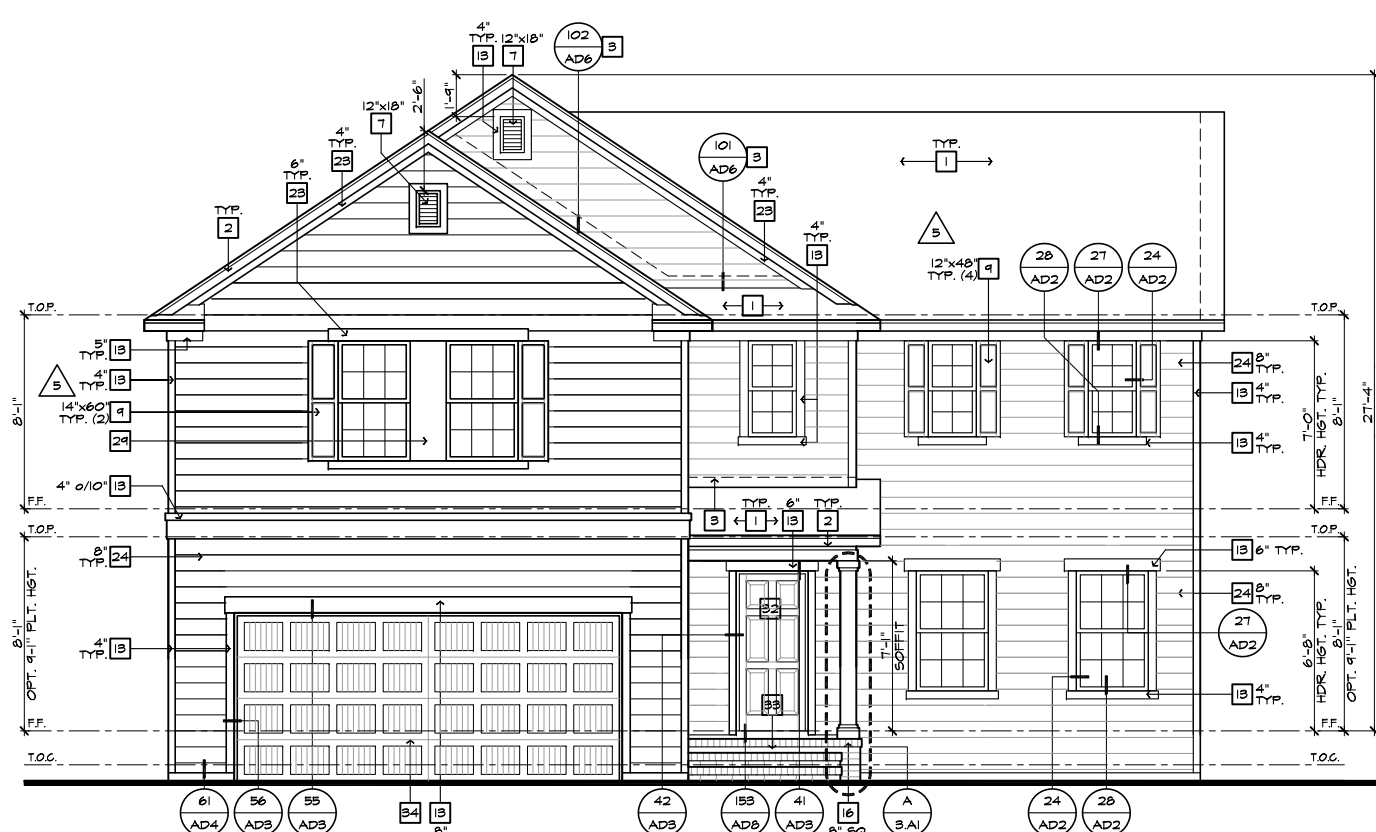 4"
TYP.
13
12"x18"
7
102
AD6
3
2'-6"
1'-9"
12"x18"
7
4"
TYP.
23
6"
TYP.
23
TYP.
2
101
AD6
3
4"
TYP.
23
4"
TYP.
13
TYP.
1
5
12"x48"
TYP. (4)
9
28
AD2
27
AD2
24
AD2
1
T.O.P.
T.O.P.
5"
TYP.
13
5
4"
TYP.
13
14"x60"
TYP. (2)
9
29
8'-1"
4" o/10"
13
F.F.
24
8"
TYP.
13
4"
TYP.
13
4"
TYP.
7'-0"
HDR. HGT. TYP.
8'-1"
27'-4"
F.F.
3
TYP.
1
6"
13
TYP.
2
T.O.P.
T.O.P.
8"
TYP.
24
13
6" TYP.
24
8"
TYP.
27
AD2
8'-1"
OPT. 9'-1" PLT. HGT.
4"
TYP.
13
32
33
7'-1"
SOFFIT
6'-8"
HDR. HGT. TYP.
8'-1"
OPT. 9'-1" PLT. HGT.
13
4"
TYP.
F.F.
F.F.
T.O.C.
T.O.C.
61
AD4
56
AD3
55
AD3
34
13
8"
42
AD3
153
AD8
41
AD3
16
8" SQ
A
3.A1
24
AD2
28
AD2